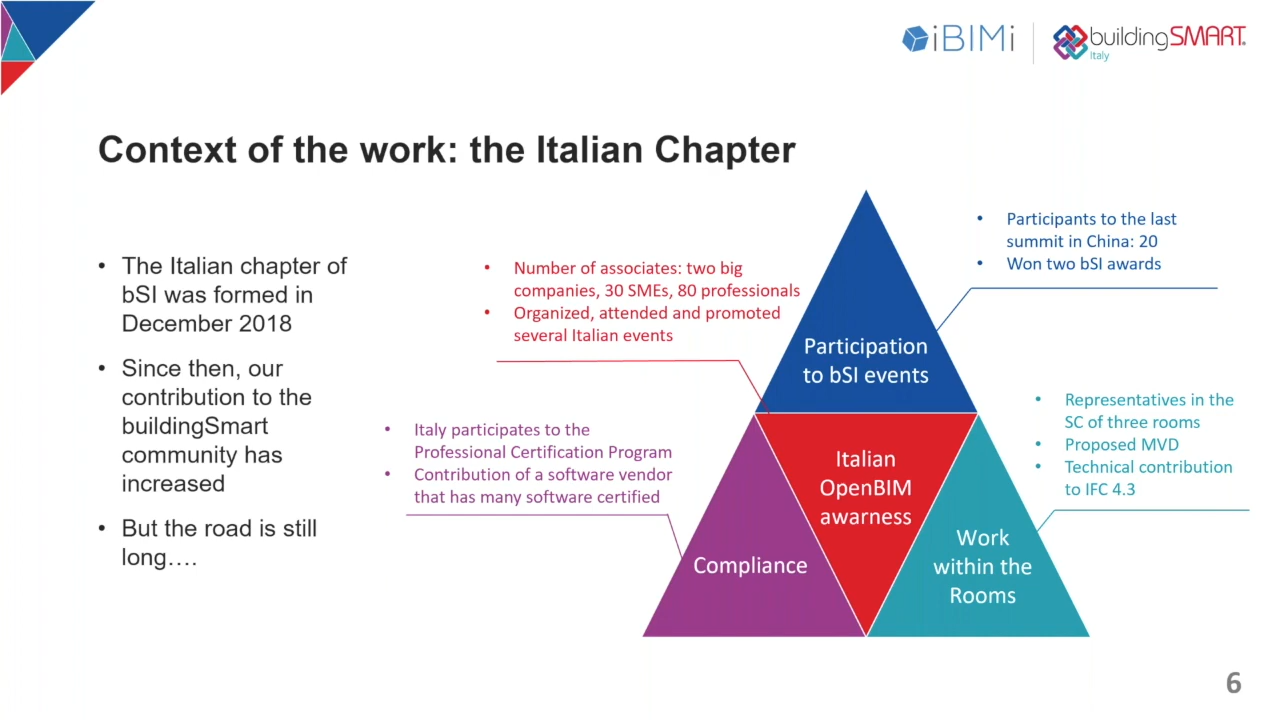 iBIMi
buildingSMART
Italy
Context of the work: the Italian Chapter
• The Italian chapter of
bSI was formed in
December 2018
• Since then, our
contribution to the
buildingSmart
community has
increased
• But the road is still
long….
• Number of associates: two big
companies, 30 SMEs, 80 professionals
• Organized, attended and promoted
several Italian events
• Italy participates to the
Professional Certification Program
• Contribution of a software vendor
that has many software certified
• Participants to the last
summit in China: 20
• Won two bSI awards
• Representatives in the
SC of three rooms
• Proposed MVD
• Technical contribution
to IFC 4.3
Participation
to bSI events
Italian
OpenBIM
awarness
Compliance
Work
within the
Rooms
6